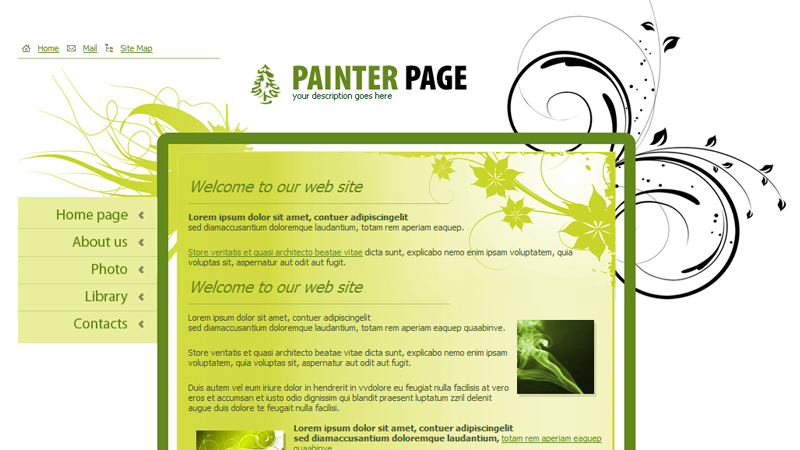 Home Mail Site Map
PAINTER PAGE
your description goes here
Home page
About us
Photo
Library
Contacts
Welcome to our web site
Lorem ipsum dolor sit amet, contuer adipiscingelit
sed diamaccusantium doloremque laudantium, totam rem aperiam eaquep.
Store veritatis et quasi architecto beatae vitae dicta sunt, explicabo nemo enim ipsam voluptatem, quia
voluptas sit, aspernatur aut odit aut fugit.
Welcome to our web site
Lorem ipsum dolor sit amet, contuer adipiscingelit
sed diamaccusantium doloremque laudantium, totam rem aperiam eaquep quaabinve.
Store veritatis et quasi architecto beatae vitae dicta sunt, explicabo nemo enim ipsam
voluptatem, quia voluptas sit, aspernatur aut odit aut fugit.
Duis autem vel eum iriure dolor in hendrerit in vvdolore eu feugiat nulla facilisis at vero
eros et accumsan et iusto odio dignissim qui blandit praesent luptatum zzril delenit
augue duis dolore te feugait nulla facilisi.
Lorem ipsum dolor sit amet, contuer adipiscingelit
sed diamaccusantium doloremque laudantium, totam rem aperiam eaquep
quaabinve.